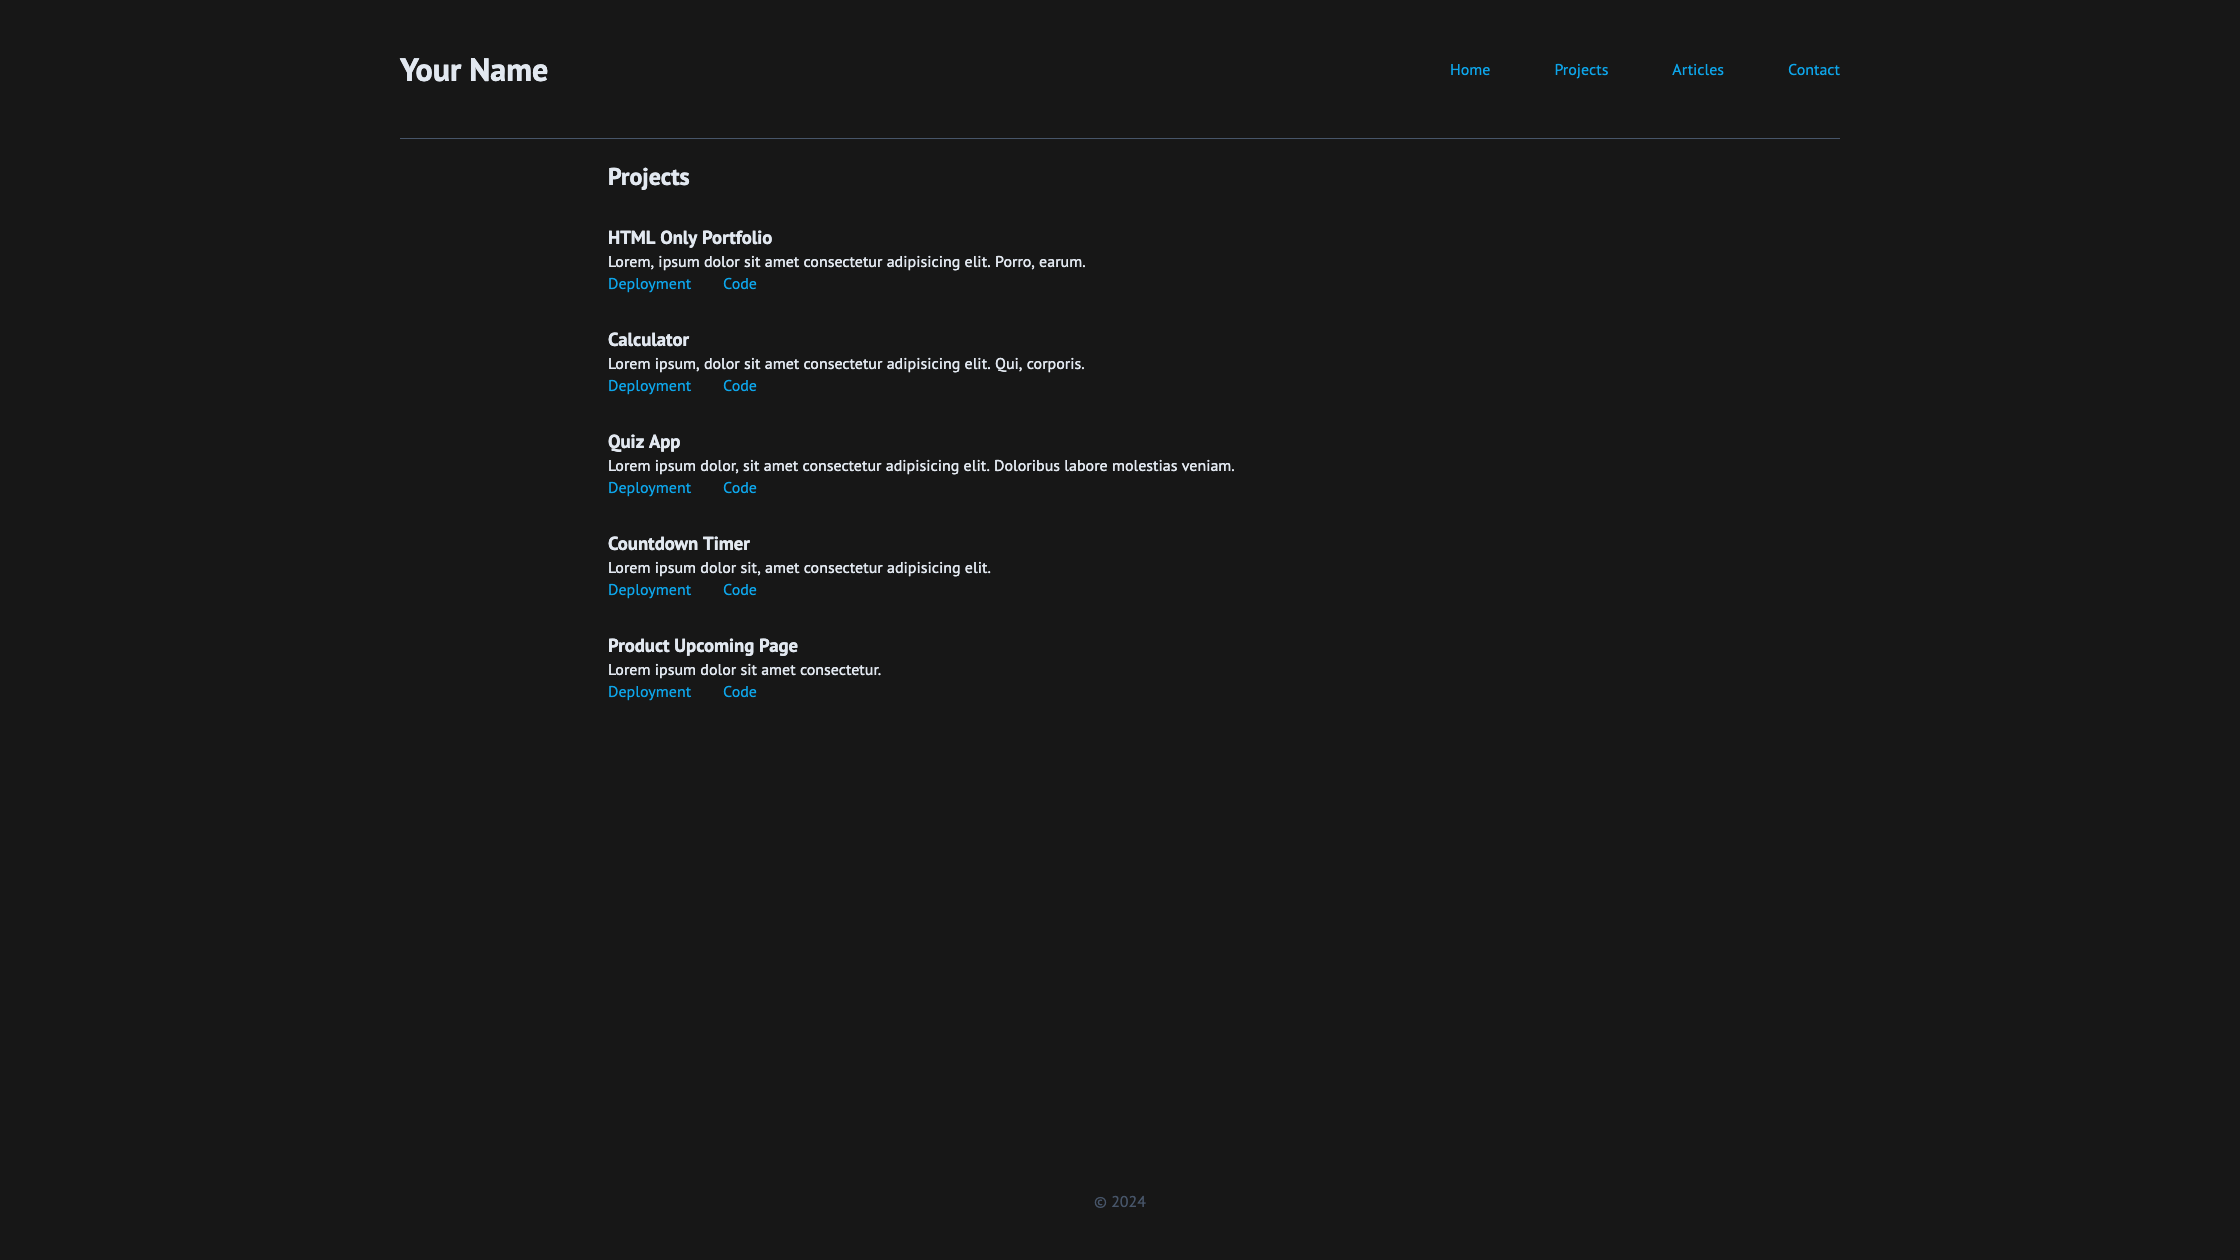 Your Name
Home Projects Articles Contact
Projects
HTML Only Portfolio
Lorem, ipsum dolor sit amet consectetur adipisicing elit. Porro, earum.
Deployment Code
Calculator
Lorem ipsum, dolor sit amet consectetur adipisicing elit. Qui, corporis.
Deployment Code
Quiz App
Lorem ipsum dolor, sit amet consectetur adipisicing elit. Doloribus labore molestias veniam.
Deployment Code
Countdown Timer
Lorem ipsum dolor sit, amet consectetur adipisicing elit.
Deployment Code
Product Upcoming Page
Lorem ipsum dolor sit amet consectetur.
Deployment Code
© 2024